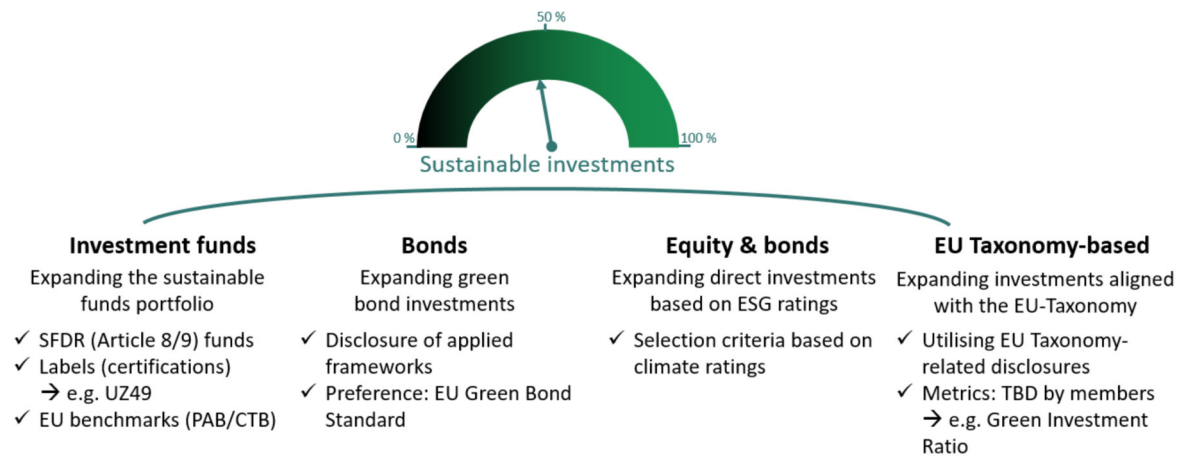 50 %
0 %
100 %
Sustainable investments
Investment funds
Expanding the sustainable
funds portfolio
✓ SFDR (Article 8/9) funds
✓ Labels (certifications)
→ e.g. UZ49
✓ EU benchmarks (PAB/CTB)
Bonds
Expanding green
bond investments
✓ Disclosure of applied
frameworks
✓ Preference: EU Green Bond
Standard
Equity & bonds
Expanding direct investments
based on ESG ratings
✓ Selection criteria based on
climate ratings
EU Taxonomy-based
Expanding investments aligned
with the EU-Taxonomy
✓ Utilising EU Taxonomy-
related disclosures
✓ Metrics: TBD by members
→ e.g. Green Investment
Ratio